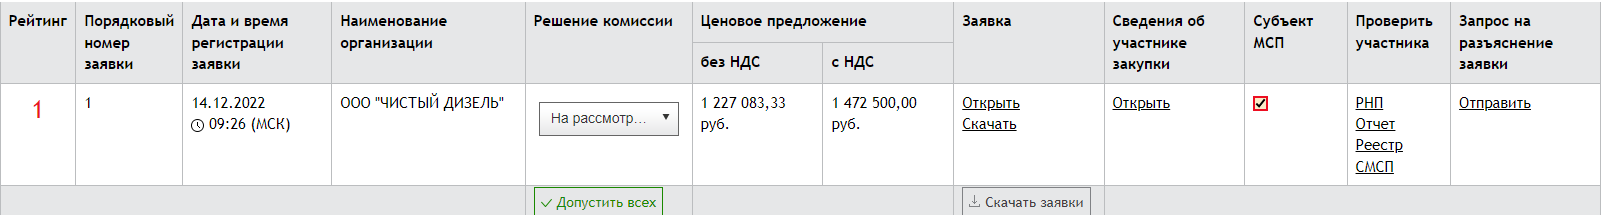 Рейтинг
Порядковый
номер
заявки
Дата и время
регистрации
заявки
Наименование
организации
Решение комиссии
Ценовое предложение
без НДС
с НДС
Заявка
Сведения об
участнике
закупки
Субъект
МСП
Проверить
участника
Запрос на
разъяснение
заявки
1
1
14.12.2022
09:26 (МСК)
ООО "ЧИСТЫЙ ДИЗЕЛЬ"
На рассмотр...
1 227 083,33
руб.
1 472 500,00
руб.
Открыть
Скачать
Открыть
РНП
Отчет
Реестр
СМСП
Отправить
Допустить всех
Скачать заявки